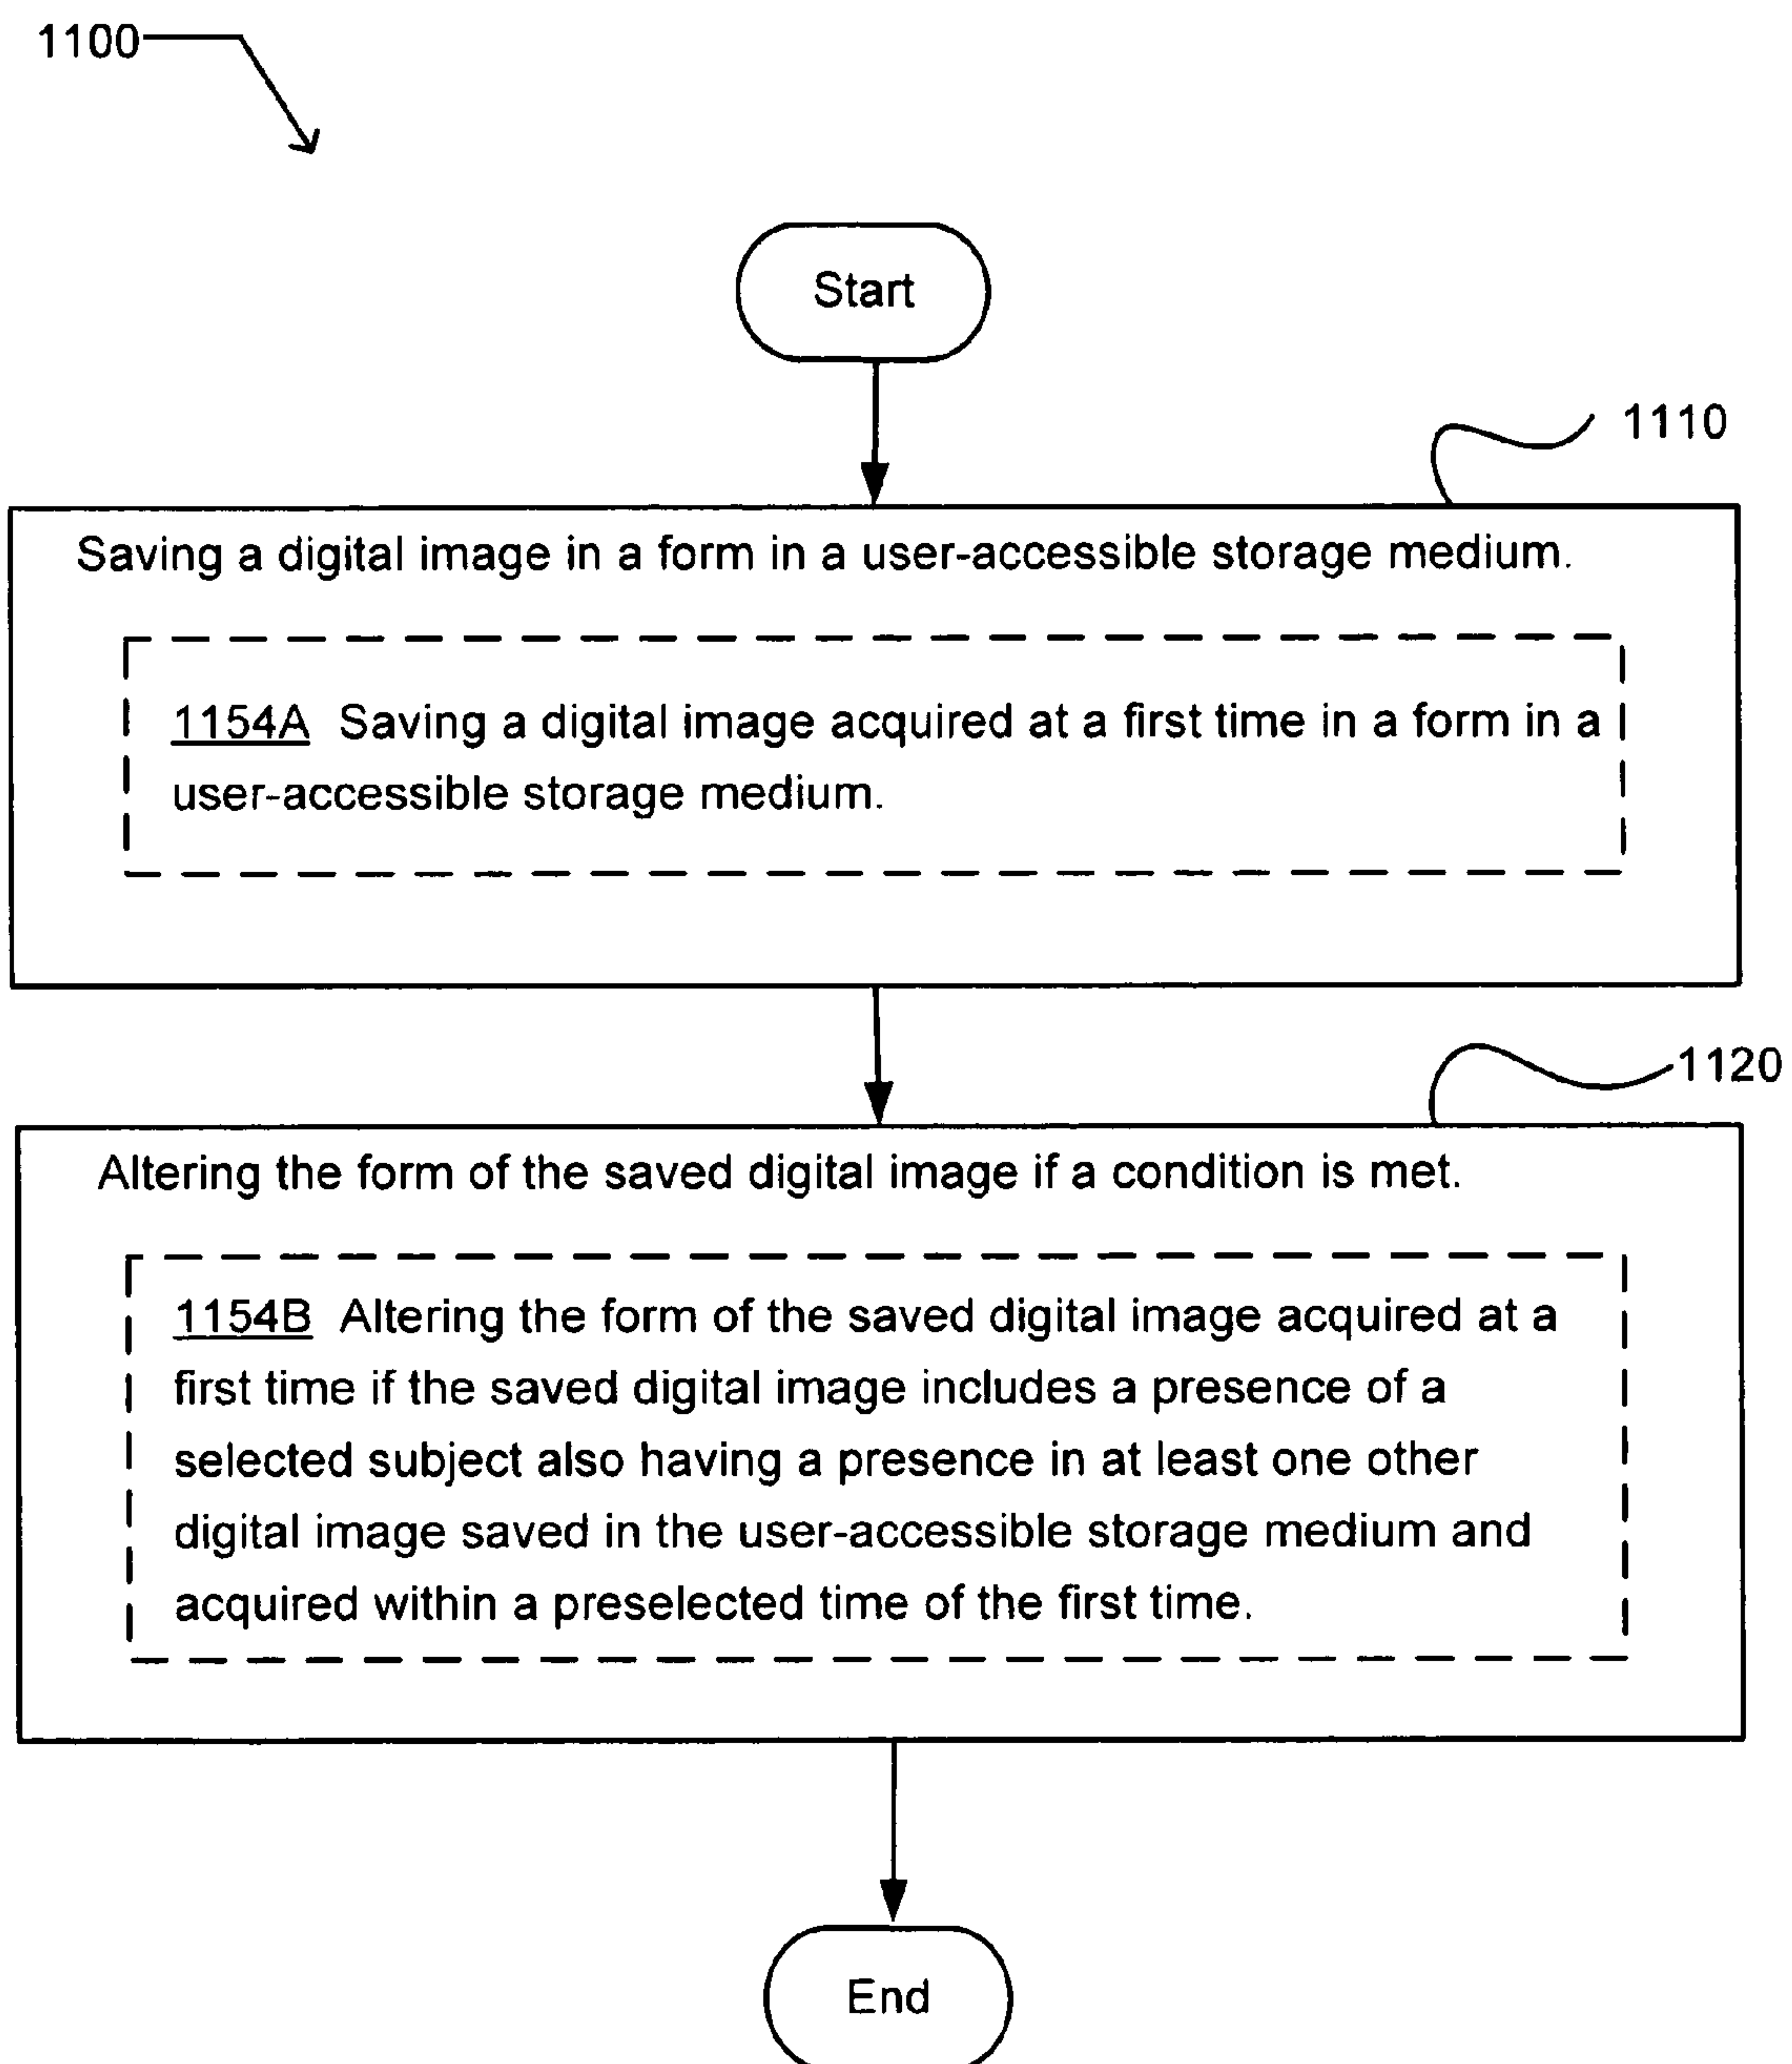 1100
Start
1110
Saving a digital image in a form in a user-accessible storage medium.
1154A Saving a digital image acquired at a first time in a form in a
user-accessible storage medium.
1120
Altering the form of the saved digital image if a condition is met.
1154B Altering the form of the saved digital image acquired at a
first time if the saved digital image includes a presence of a
selected subject also having a presence in at least one other
digital image saved in the user-accessible storage medium and
acquired within a preselected time of the first time.
End